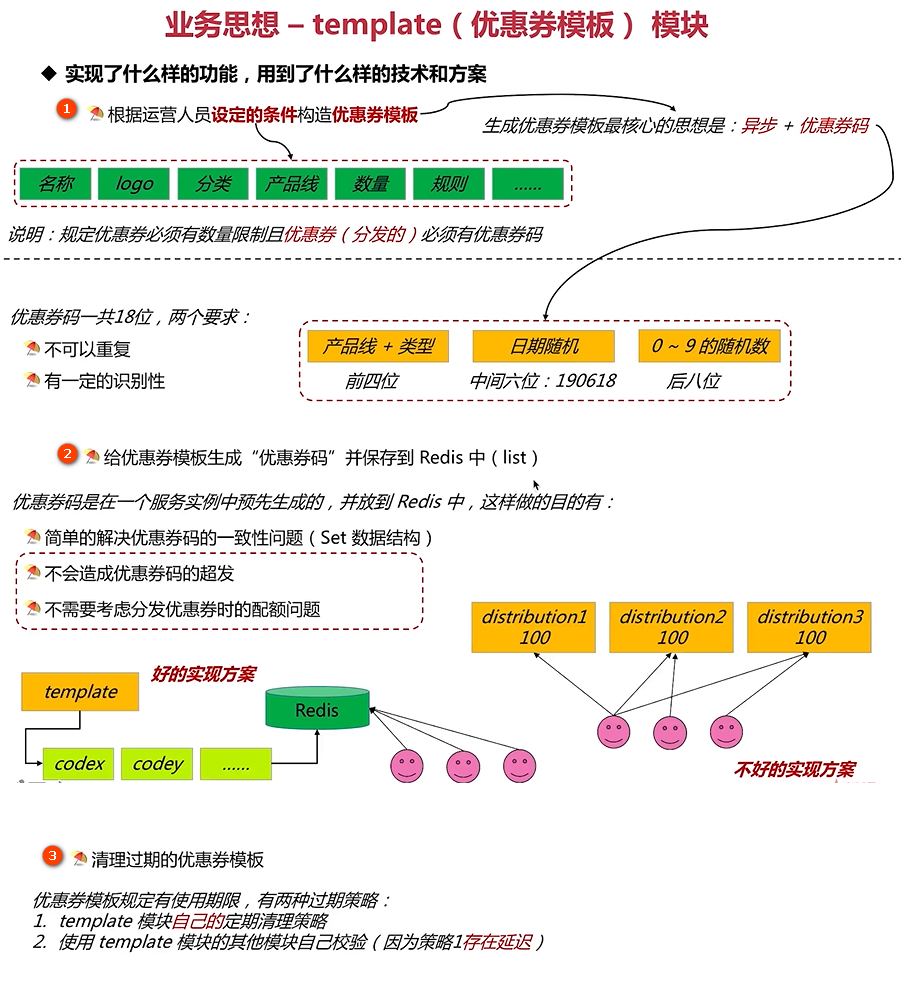 业务思想 – template（优惠券模板） 模块
实现了什么样的功能，用到了什么样的技术和方案
1 根据运营人员设定的条件构造优惠券模板
生成优惠券模板最核心的思想是：异步 + 优惠券码
名称 logo 分类 产品线 数量 规则 ......
说明：规定优惠券必须有数量限制且优惠券（分发的）必须有优惠券码
优惠券码一共18位，两个要求：
不可以重复
有一定的识别性
产品线 + 类型 日期随机 0 ~ 9 的随机数
前四位 中间六位：190618 后八位
2 给优惠券模板生成“优惠券码”并保存到 Redis 中（list）
优惠券码是在一个服务实例中预先生成的，并放到 Redis 中，这样做的目的有：
简单的解决优惠券码的一致性问题（Set 数据结构）
不会造成优惠券码的超发
不需要考虑分发优惠券时的配额问题
distribution1 distribution2 distribution3
100 100 100
好的实现方案
template
Redis
codex codey ......
不好的实现方案
3 清理过期的优惠券模板
优惠券模板规定有使用期限，有两种过期策略：
1. template 模块自己的定期清理策略
2. 使用 template 模块的其他模块自己校验（因为策略1存在延迟）